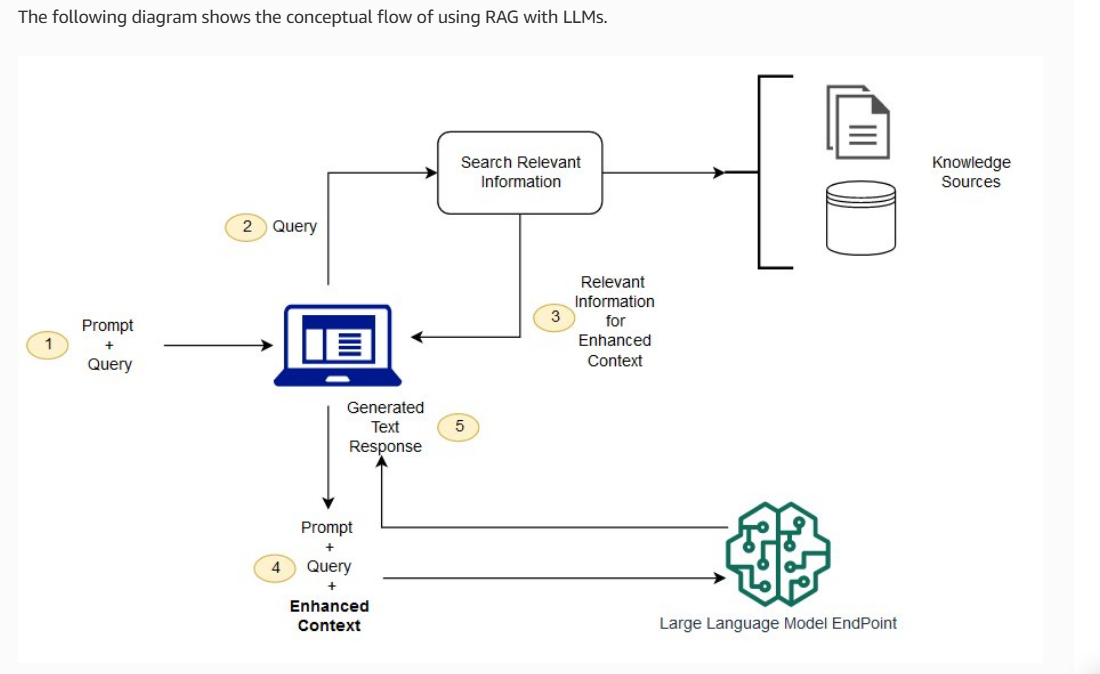 The following diagram shows the conceptual flow of using RAG with LLMs.
Search Relevant
Information
Knowledge
Sources
2 Query
Relevant
Information
3 for
Enhanced
Context
Prompt
1 +
Query
Generated
Text 5
Response
Prompt
+
4 Query
+
Enhanced
Context
Large Language Model EndPoint